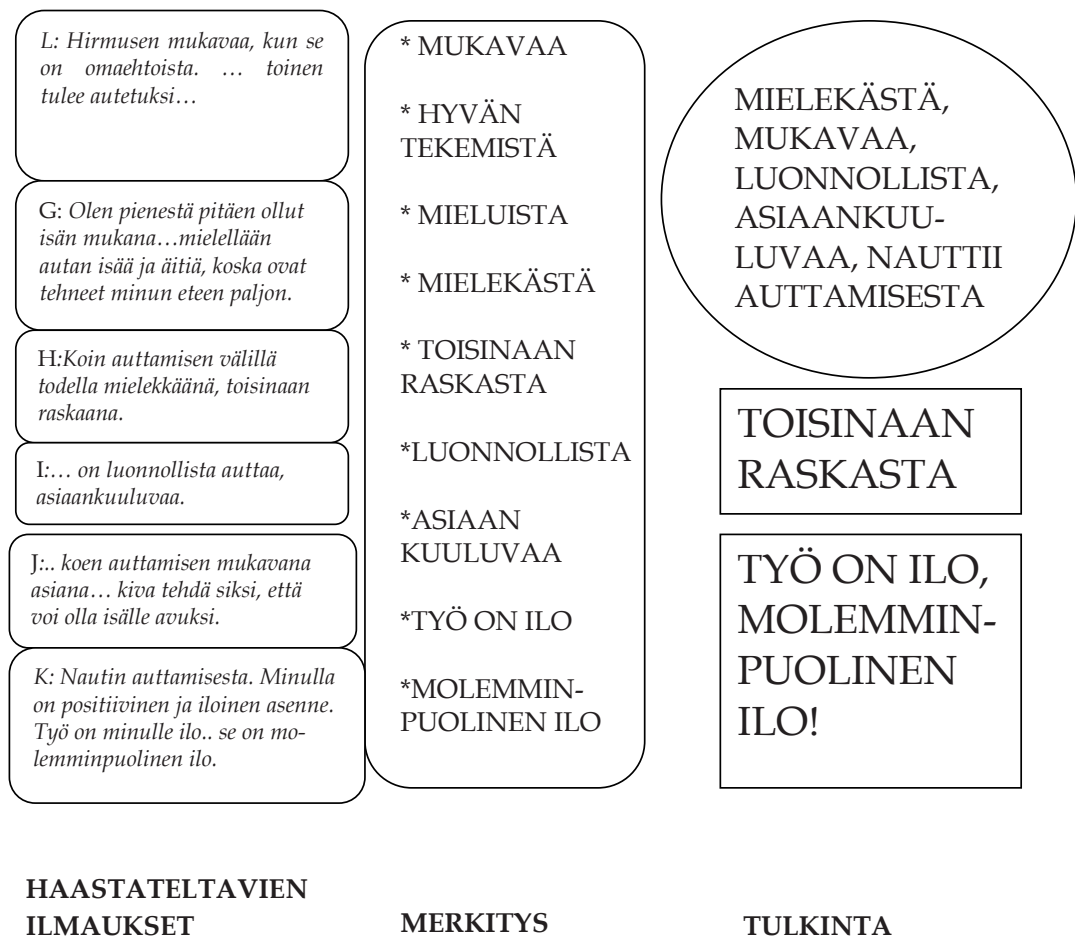 L: Hirmusen mukavaa, kun se
on omaehtoista. … toinen
tulee autetuksi…
G: Olen pienestä pitäen ollut
isän mukana…mielellään
autan isää ja äitiä, koska ovat
tehneet minun eteen paljon.
H:Koin auttamisen välillä
todella mielekkäänä, toisinaan
raskaana.
I:… on luonnollista auttaa,
asiaankuuluvaa.
J:.. koen auttamisen mukavana
asiana… kiva tehdä siksi, että
voi olla isälle avuksi.
K: Nautin auttamisesta. Minulla
on positiivinen ja iloinen asenne.
Työ on minulle ilo.. se on mo-
lemminpuolinen ilo.
HAASTATELTAVIEN
ILMAUKSET
* MUKAVAA
* HYVÄN
TEKEMISTÄ
* MIELUISTA
* MIELEKÄSTÄ
* TOISINAAN
RASKASTA
*LUONNOLLISTA
*ASIAAN
KUULUVAA
*TYÖ ON ILO
*MOLEMMIN-
PUOLINEN ILO
MERKITYS
MIELEKÄSTÄ,
MUKAVAA,
LUONNOLLISTA,
ASIAANKUU-
LUVAA, NAUTTII
AUTTAMISESTA
TOISINAAN
RASKASTA
TYÖ ON ILO,
MOLEMMIN-
PUOLINEN
ILO!
TULKINTA